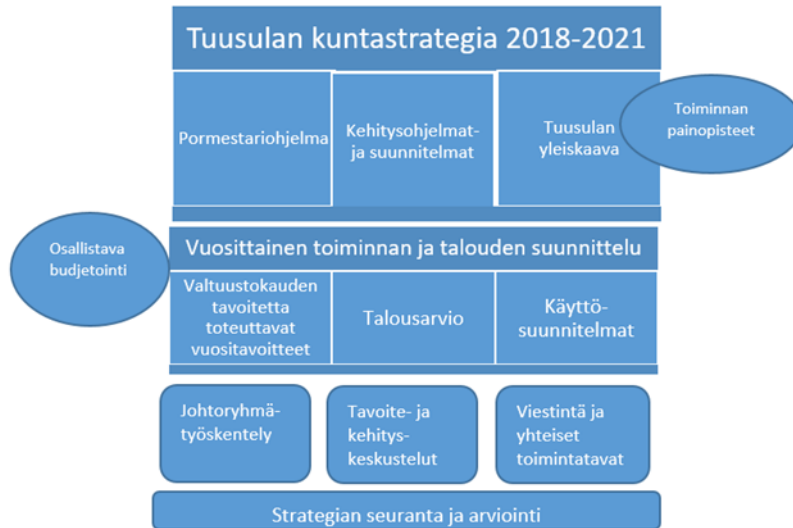 Tuusulan kuntastrategia 2018-2021
Pormestariohjelma
Kehitysohjelmat-
ja suunnitelmat
Tuusulan
yleiskaava
Toiminnan
painopisteet
Osallistava
budjetointi
Vuosittainen toiminnan ja talouden suunnittelu
Valtuustokauden
tavoitetta
toteuttavat
vuositavoitteet
Talousarvio
Käyttö-
suunnitelmat
Johtoryhmä-
työskentely
Tavoite- ja
kehitys-
keskustelut
Viestintä ja
yhteiset
toimintatavat
Strategian seuranta ja arviointi